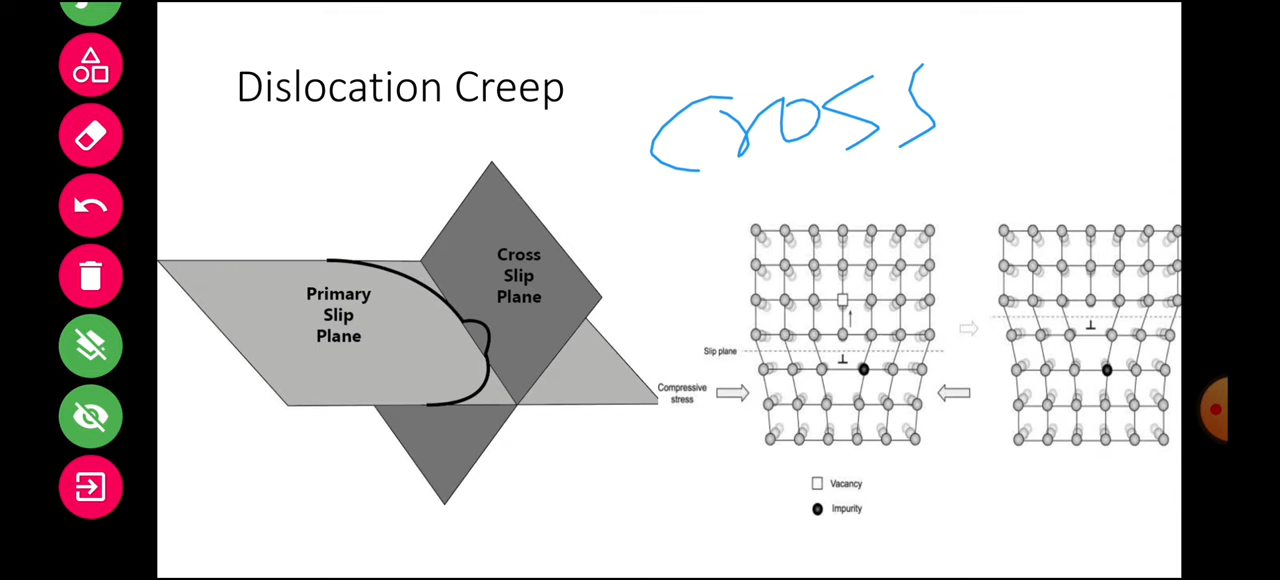 Dislocation Creep
cross
Primary
Slip
Plane
Cross
Slip
Plane
Slip plane
Compressive
stress
Vacancy
Impurity